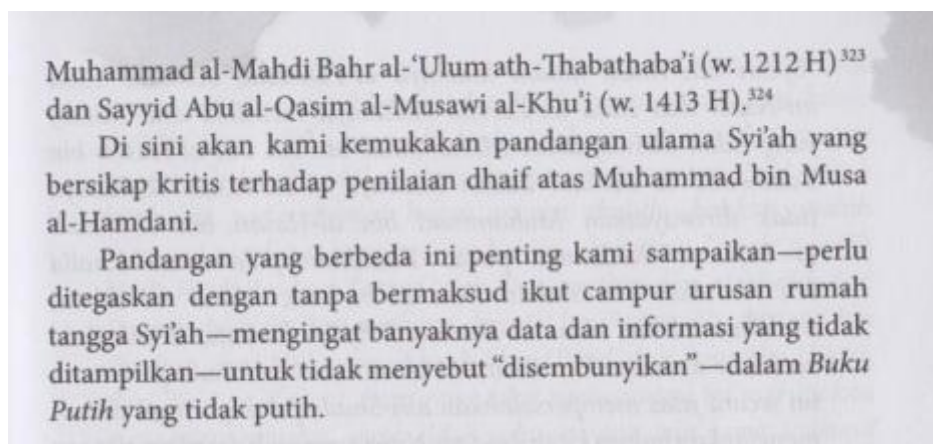 Muhammad al-Mahdi Bahr al-‘Ulum ath-Thabathaba’i (w. 1212 H) ³²³
dan Sayyid Abu al-Qasim al-Musawi al-Khu’i (w. 1413 H).³²⁴
Di sini akan kami kemukakan pandangan ulama Syi’ah yang
bersikap kritis terhadap penilaian dhaif atas Muhammad bin Musa
al-Hamdani.
Pandangan yang berbeda ini penting kami sampaikan—perlu
ditegaskan dengan tanpa bermaksud ikut campur urusan rumah
tangga Syi’ah—mengingat banyaknya data dan informasi yang tidak
ditampilkan—untuk tidak menyebut “disembunyikan”—dalam Buku
Putih yang tidak putih.